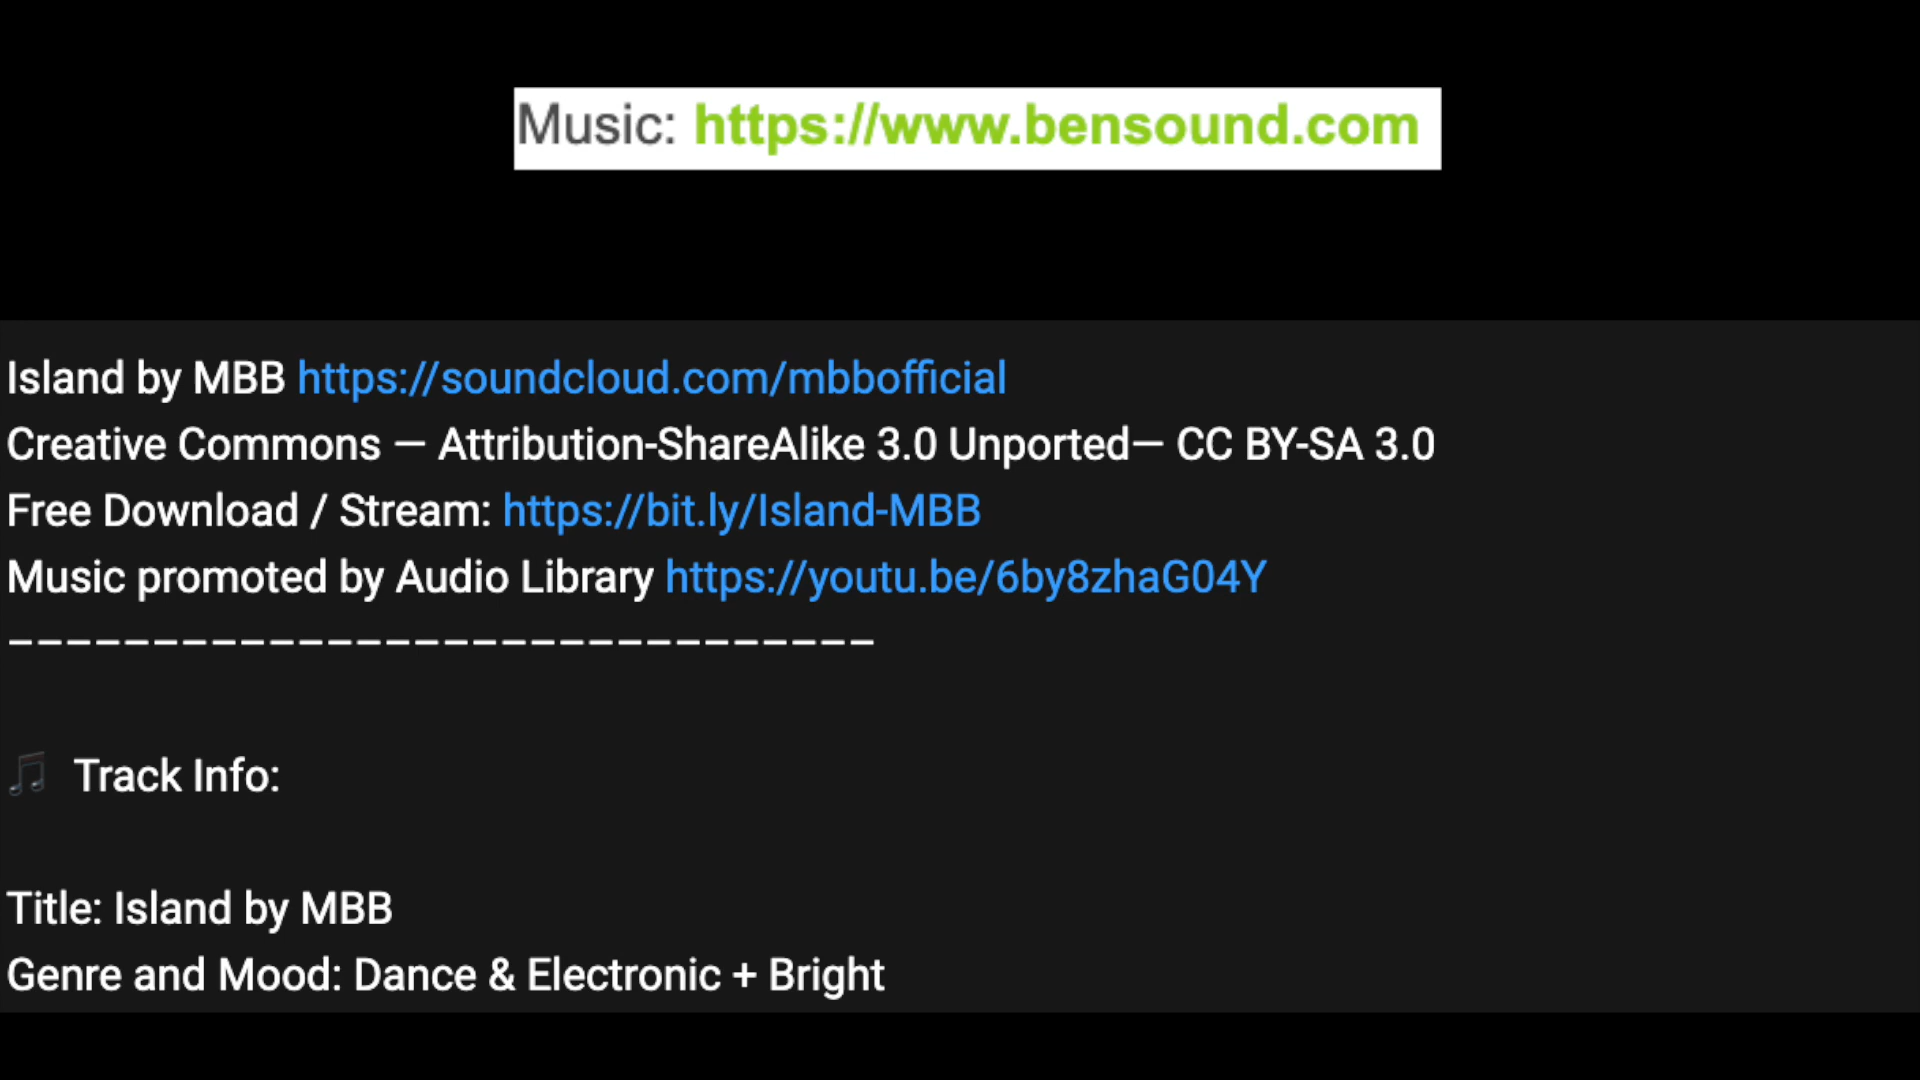 Music: https://www.bensound.com
Island by MBB https://soundcloud.com/mbbofficial
Creative Commons — Attribution-ShareAlike 3.0 Unported— CC BY-SA 3.0
Free Download / Stream: https://bit.ly/Island-MBB
Music promoted by Audio Library https://youtu.be/6by8zhaG04Y
––––––––––––––––––––––––––––––
🎵 Track Info:
Title: Island by MBB
Genre and Mood: Dance & Electronic + Bright